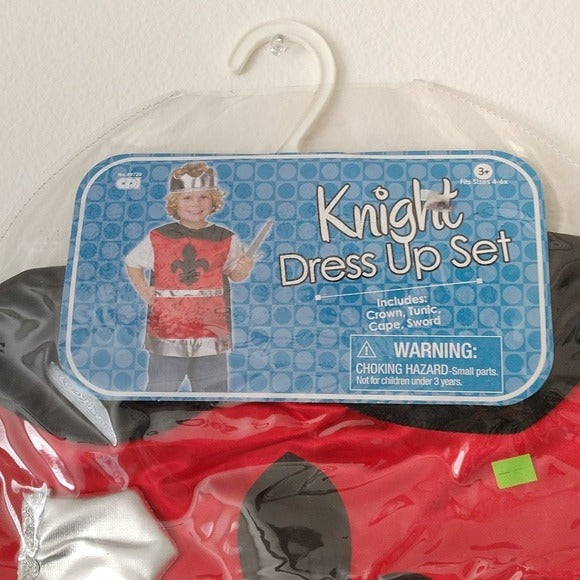 3+
Fits Sizes 4-6x
Knight
Dress Up Set
Includes:
Crown, Tunic,
Cape, Sword
WARNING:
CHOKING HAZARD-Small parts.
Not for children under 3 years.